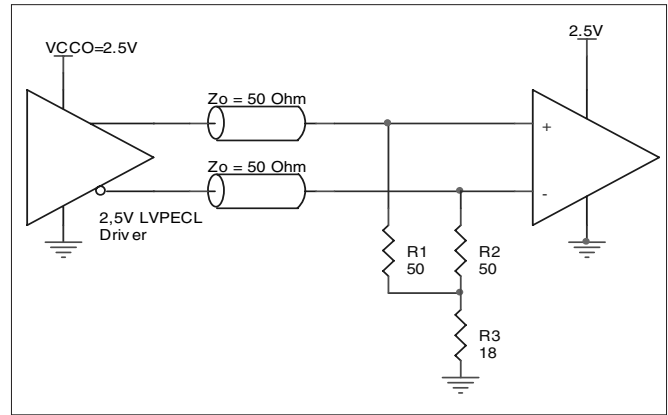 VCCO=2.5V
2.5V
Zo = 50 Ohm
+
Zo = 50 Ohm
-
2,5V LVPECL
Driver
R1
50
R2
50
R3
18